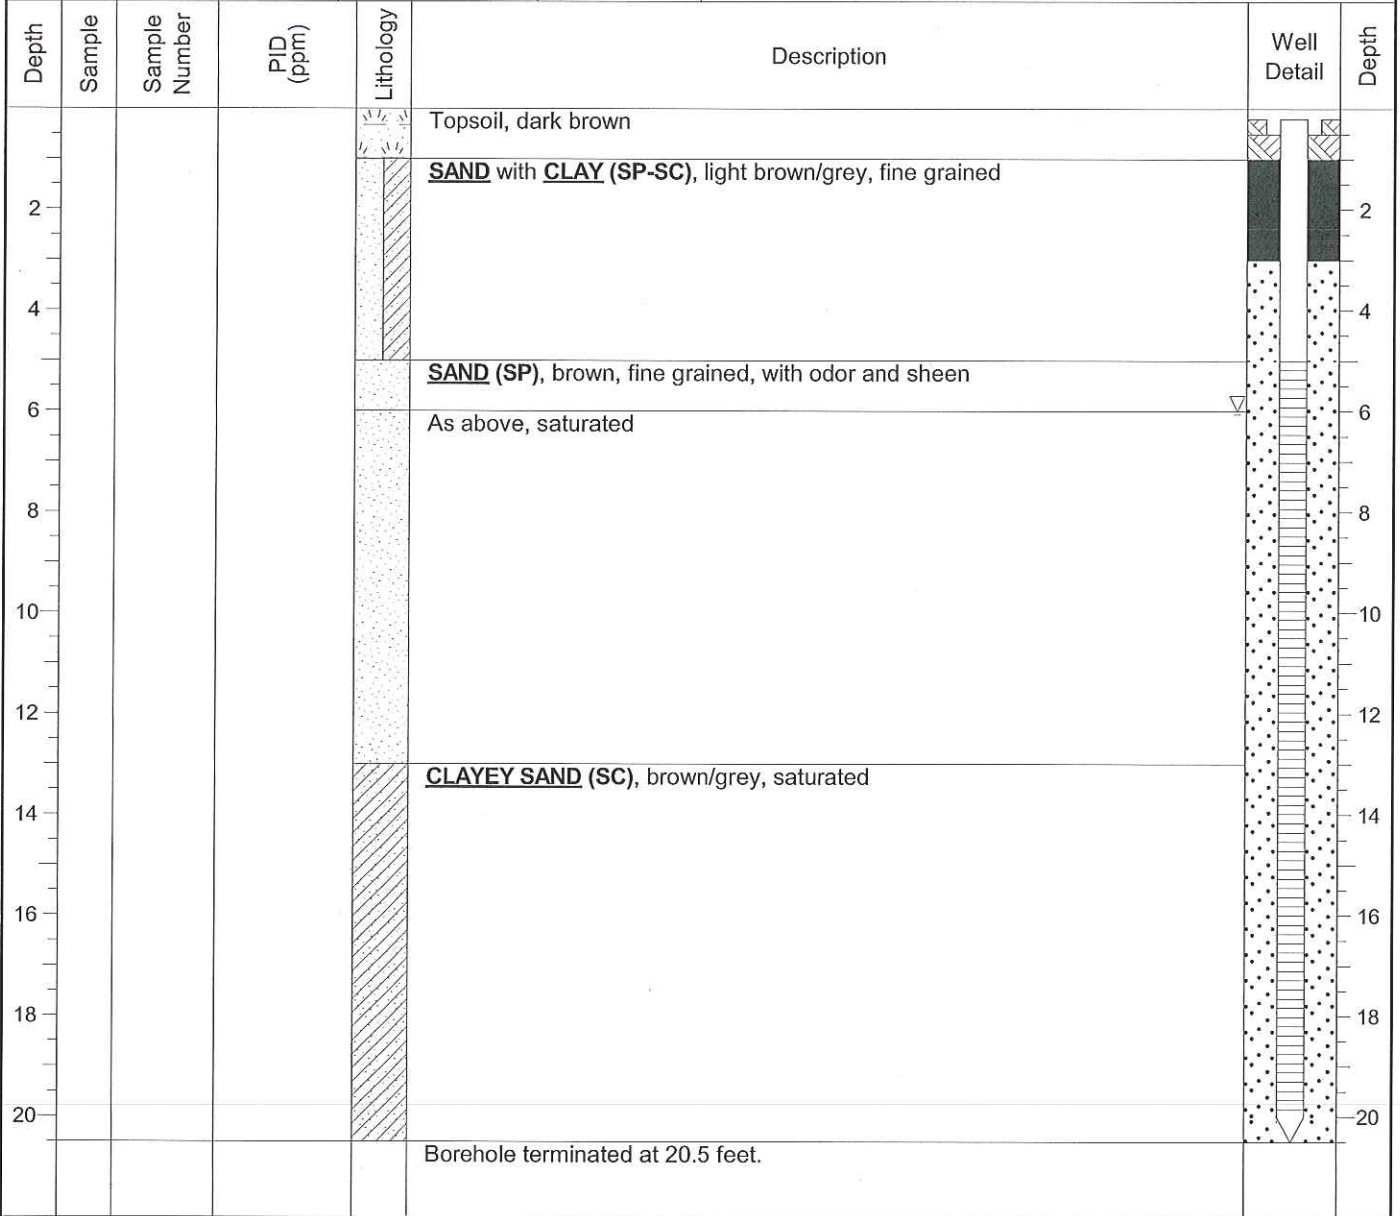 Depth
Sample
Sample
Number
PID
(ppm)
Lithology
Description
Well
Detail
Depth
Topsoil, dark brown
SAND with CLAY (SP-SC), light brown/grey, fine grained
2
2
4
4
SAND (SP), brown, fine grained, with odor and sheen
6
6
As above, saturated
8
8
10
10
12
12
CLAYEY SAND (SC), brown/grey, saturated
14
14
16
16
18
18
20
20
Borehole terminated at 20.5 feet.